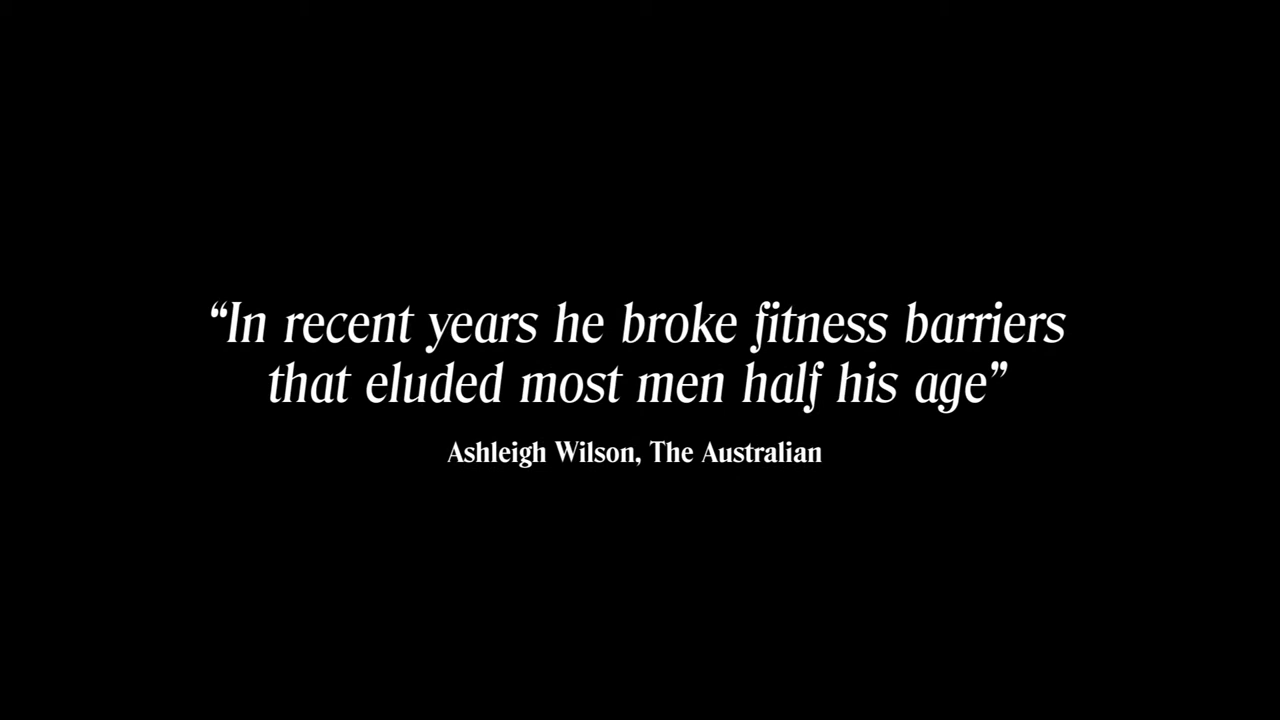 “In recent years he broke fitness barriers
that eluded most men half his age”
Ashleigh Wilson, The Australian